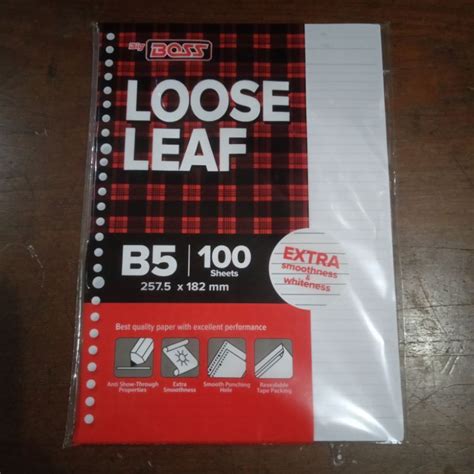 Big BOSS
LOOSE
LEAF
B5 | 100
Sheets
257.5 x 182 mm
EXTRA
smoothness
&
whiteness
Best quality paper with excellent performance
Anti Show-Through
Properties
Extra
Smoothness
Smooth Punching
Hole
Resealable
Tape Packing